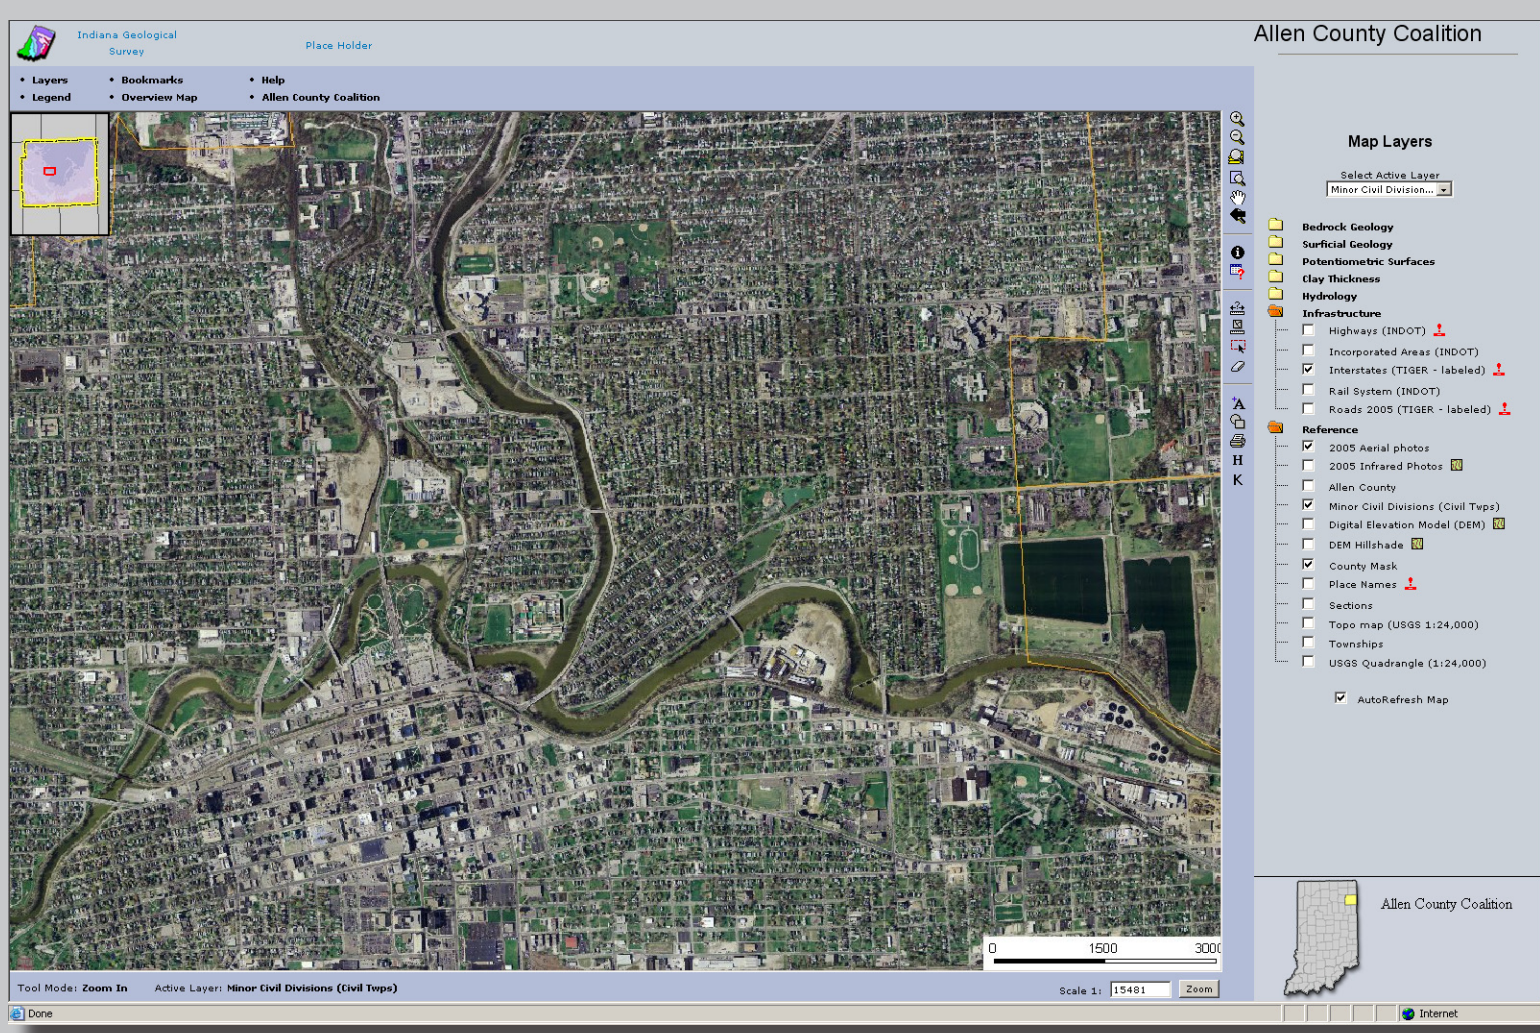 Indiana Geological
Survey
Place Holder
Allen County Coalition
• Layers
• Bookmarks
• Help
• Legend
• Overview Map
• Allen County Coalition
Map Layers
Select Active Layer
Minor Civil Division...
Bedrock Geology
Surficial Geology
Potentiometric Surfaces
Clay Thickness
Hydrology
Infrastructure
Highways (INDOT)
Incorporated Areas (INDOT)
Interstates (TIGER - labeled)
Rail System (INDOT)
Roads 2005 (TIGER - labeled)
Reference
2005 Aerial photos
2005 Infrared Photos
Allen County
Minor Civil Divisions (Civil Twps)
Digital Elevation Model (DEM)
DEM Hillshade
County Mask
Place Names
Sections
Topo map (USGS 1:24,000)
Townships
USGS Quadrangle (1:24,000)
AutoRefresh Map
A
H
K
0 1500 3000
Allen County Coalition
Tool Mode: Zoom In
Active Layer: Minor Civil Divisions (Civil Twps)
Scale 1: 15481
Zoom
Done
Internet